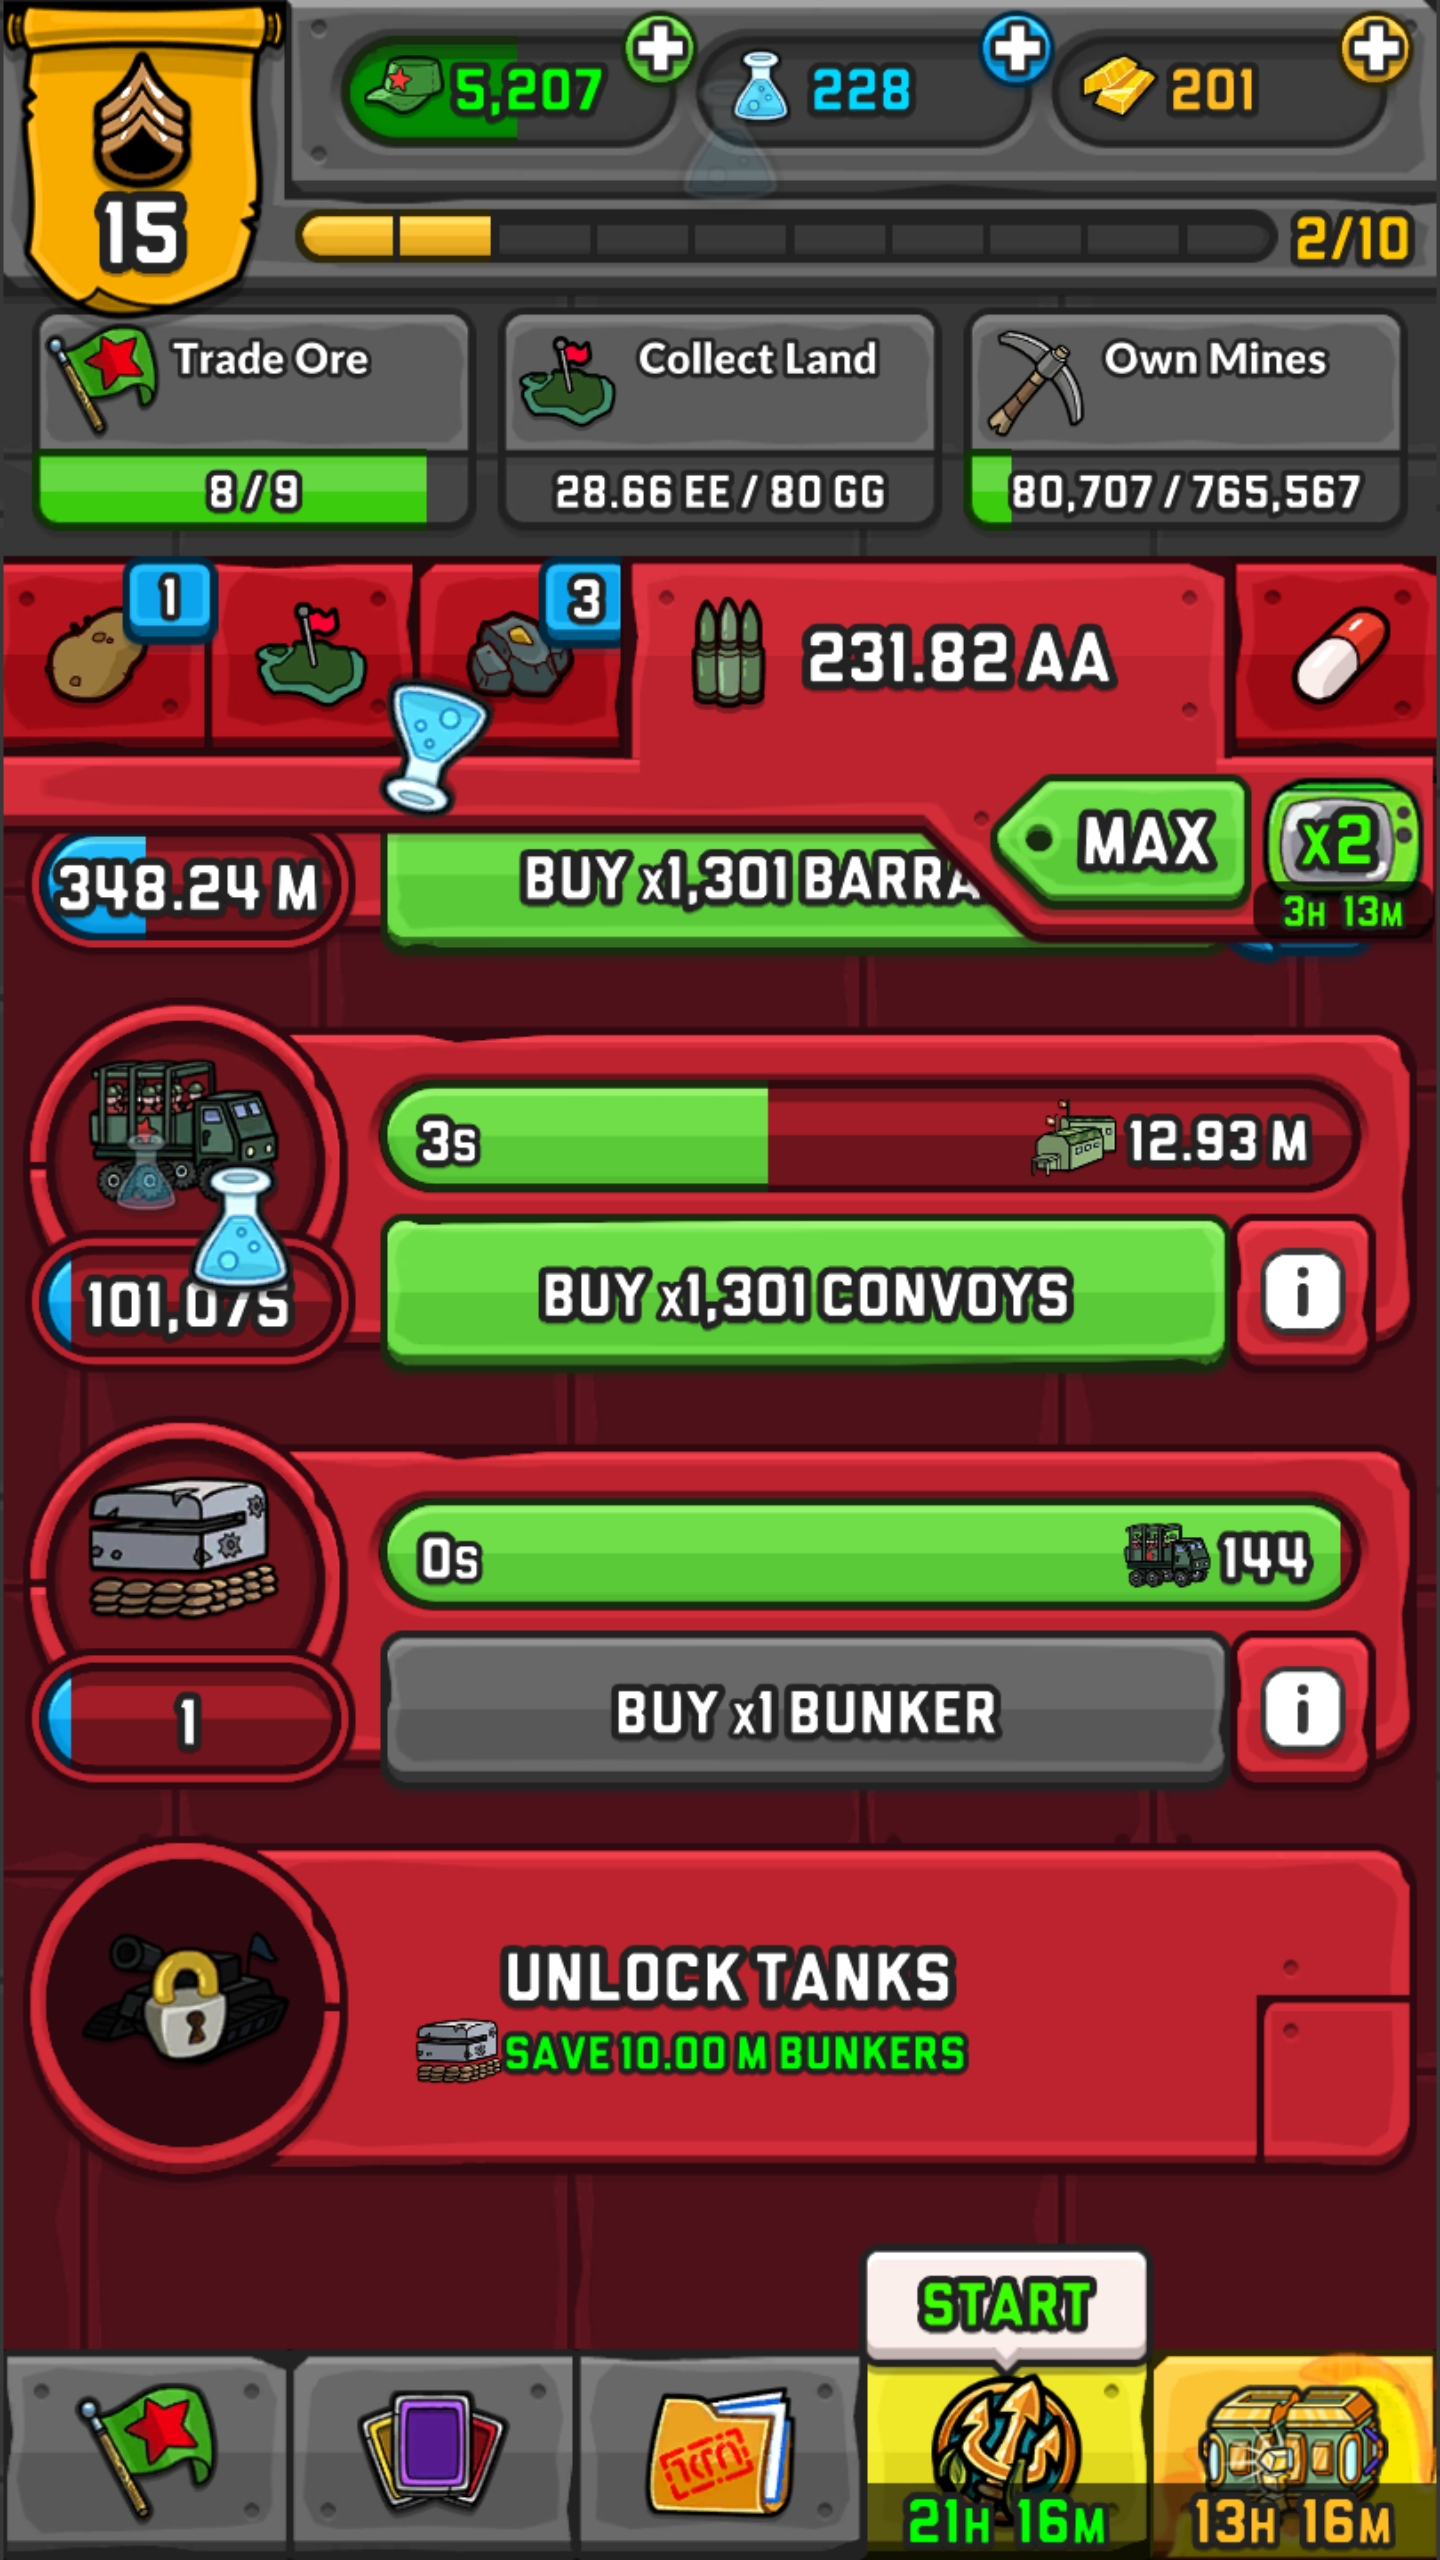 5,207
228
201
15
2/10
Trade Ore
Collect Land
Own Mines
8/9
28.66 EE / 80 GG
80,707 / 765,567
1
3
231.82 AA
MAX
x2
3H 13M
348.24 M
BUY x1,301 BARRA
3s
12.93 M
101,075
BUY x1,301 CONVOYS
i
0s
144
1
BUY x1 BUNKER
i
UNLOCK TANKS
SAVE 10.00 M BUNKERS
START
21H 16M
13H 16M